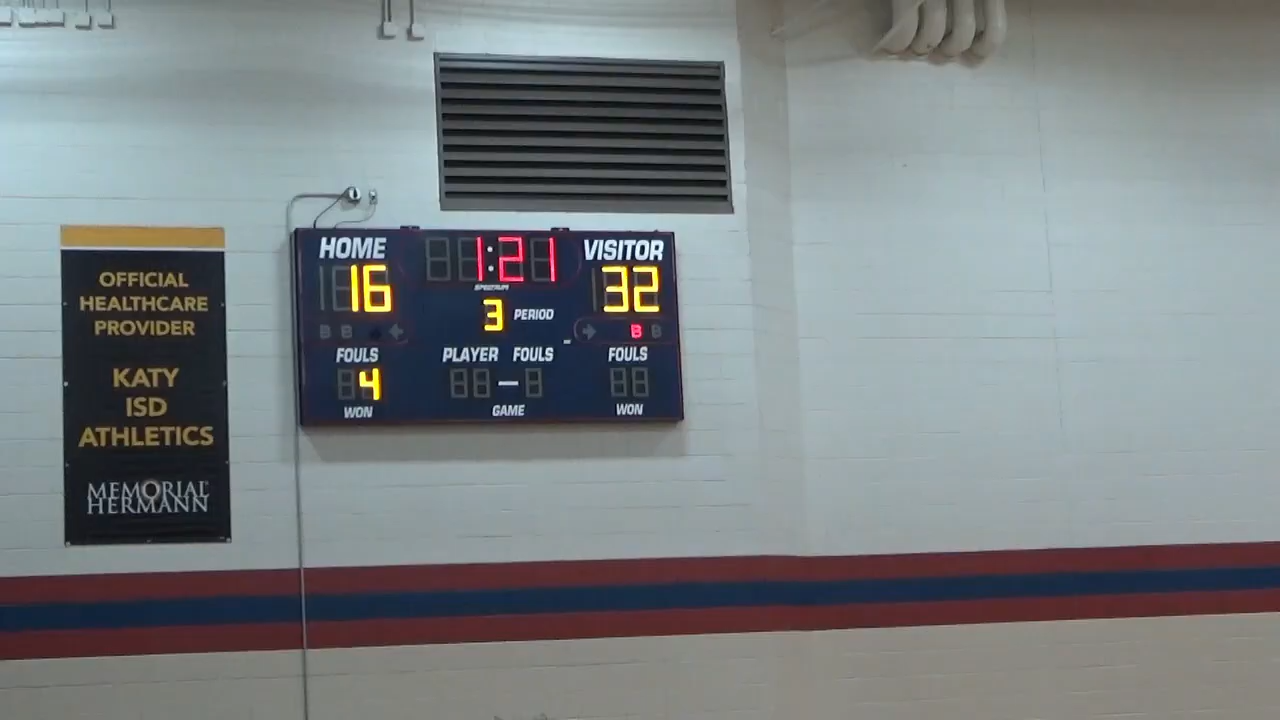 OFFICIAL
HEALTHCARE
PROVIDER
KATY
ISD
ATHLETICS
MEMORIAL
HERMANN
HOME 1:21 VISITOR
16 SPECTRUM 32
3 PERIOD
B B B B
FOULS PLAYER FOULS FOULS
4
WON GAME WON